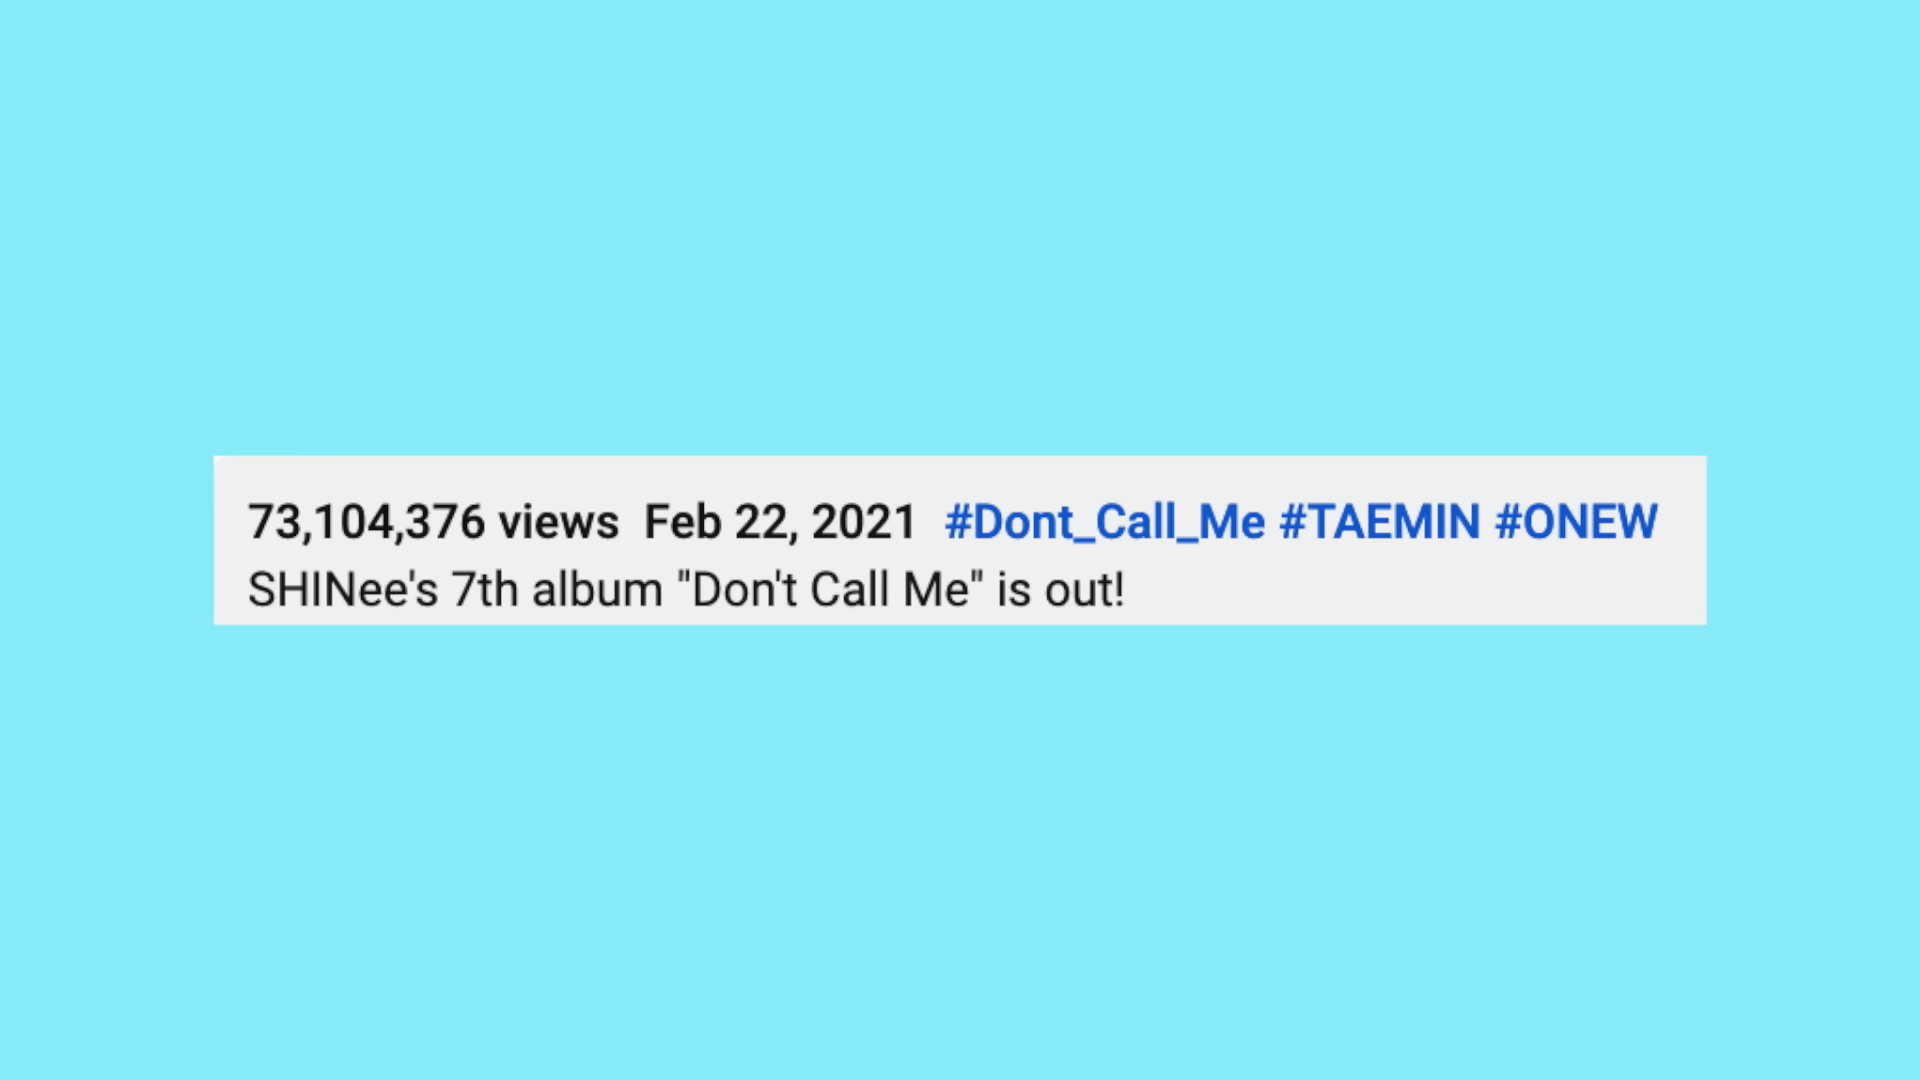 73,104,376 views Feb 22, 2021 #Dont_Call_Me #TAEMIN #ONEW
SHINee's 7th album "Don't Call Me" is out!